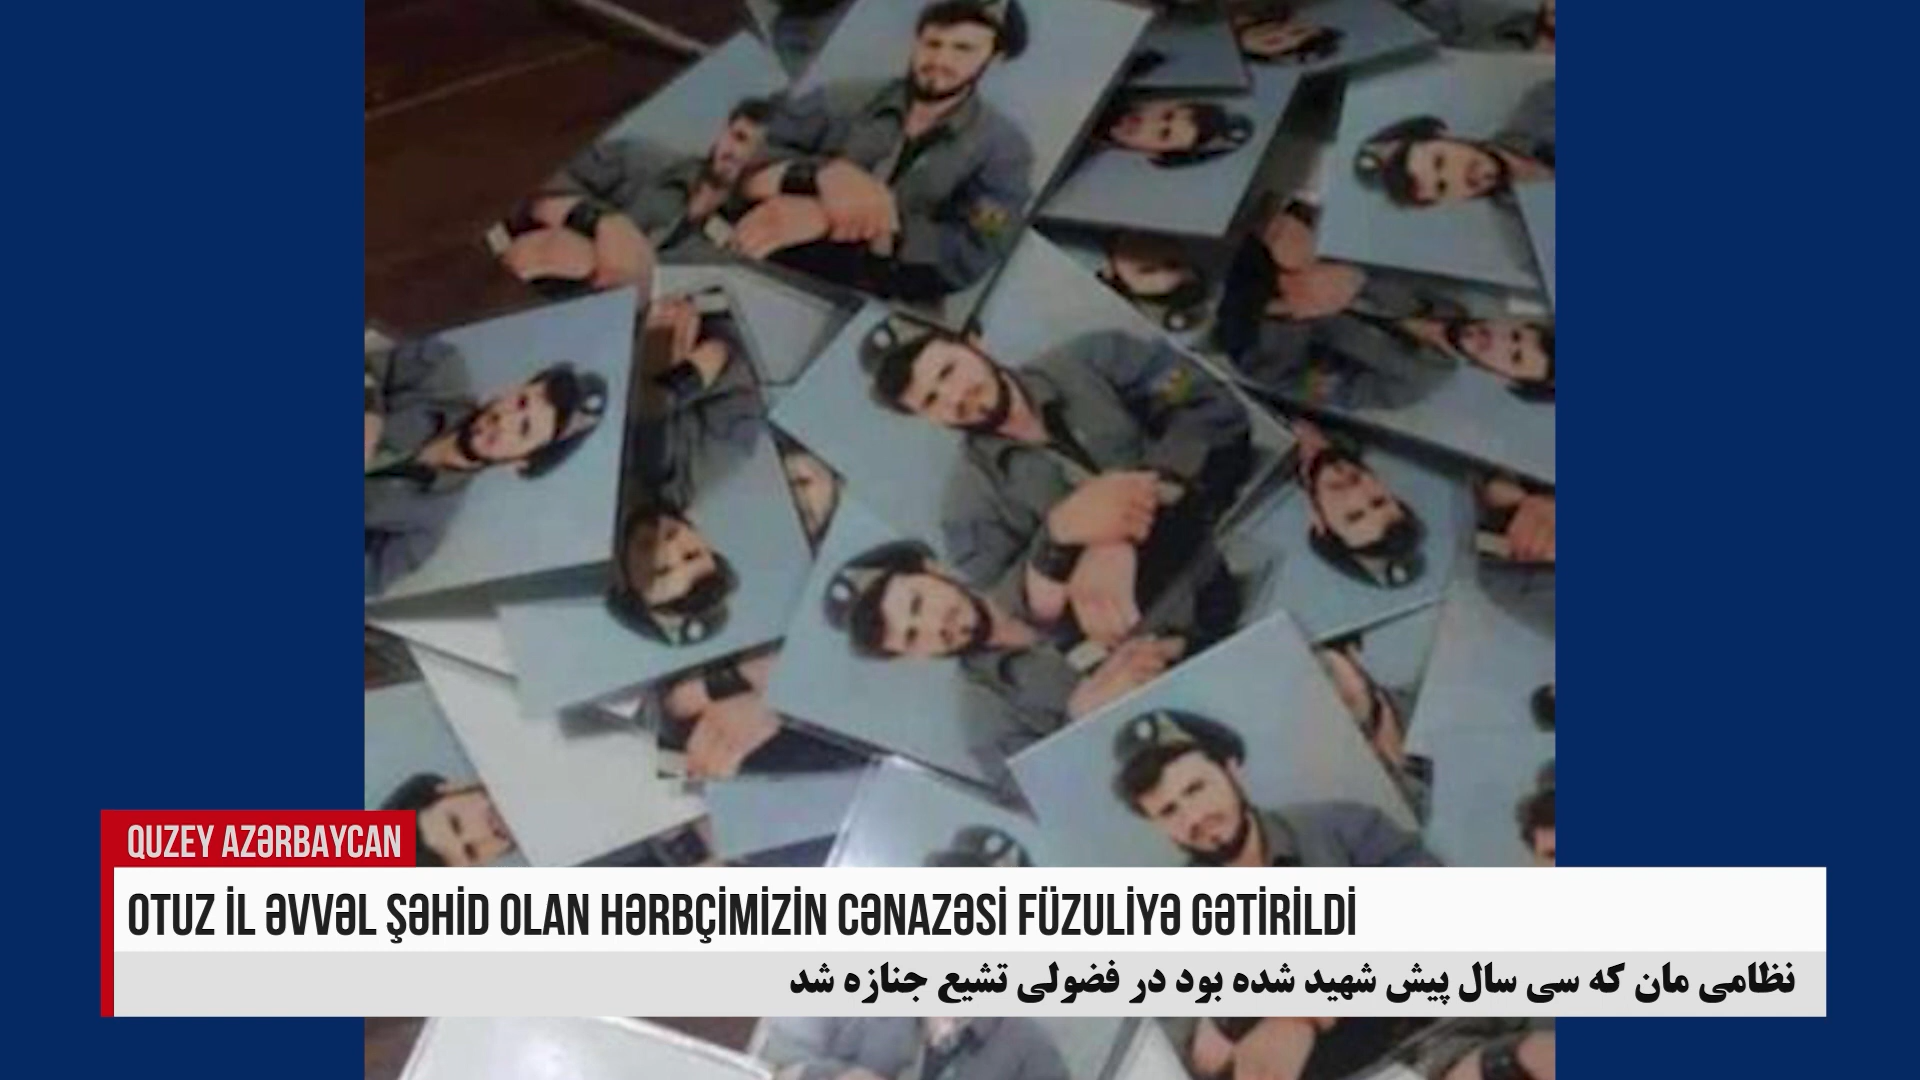 QUZEY AZƏRBAYCAN
OTUZ İL ƏVVƏL ŞƏHİD OLAN HƏRBÇİMİZİN CƏNAZƏSİ FÜZULİYƏ GƏTİRİLDİ
نظامی مان که سی سال پیش شهید شده بود در فضولی تشیع جنازه شد